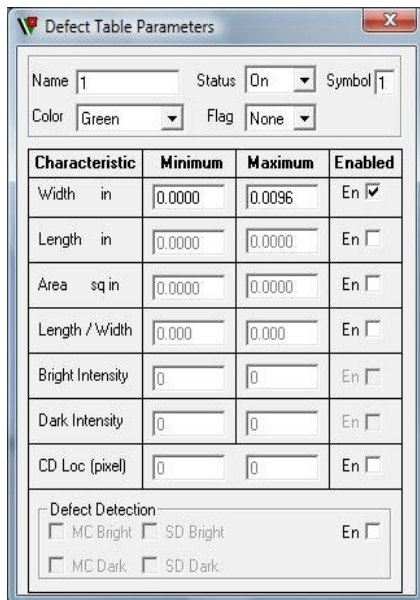 Defect Table Parameters
Name 1 Status On Symbol 1
Color Green Flag None
Characteristic Minimum Maximum Enabled
Width in 0.0000 0.0096 En
Length in 0.0000 0.0000 En
Area sq in 0.0000 0.0000 En
Length / Width 0.000 0.000 En
Bright Intensity 0 0 En
Dark Intensity 0 0 En
CD Loc (pixel) 0 0 En
Defect Detection
MC Bright SD Bright En
MC Dark SD Dark